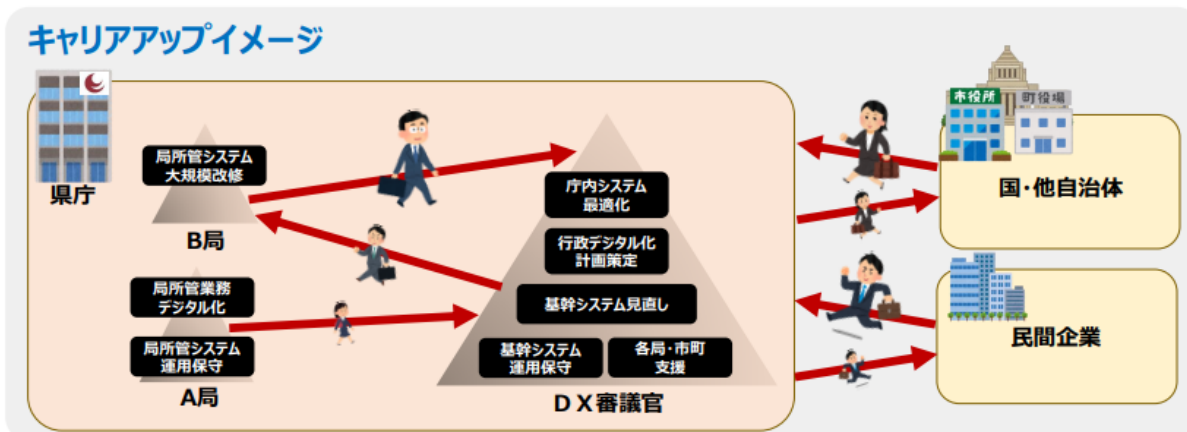 キャリアアップイメージ
県庁
局所管システム
大規模改修
B局
局所管業務
デジタル化
局所管システム
運用保守
A局
庁内システム
最適化
行政デジタル化
計画策定
基幹システム見直し
基幹システム
運用保守
各局・市町
支援
DX審議官
市役所
町役場
国・他自治体
民間企業